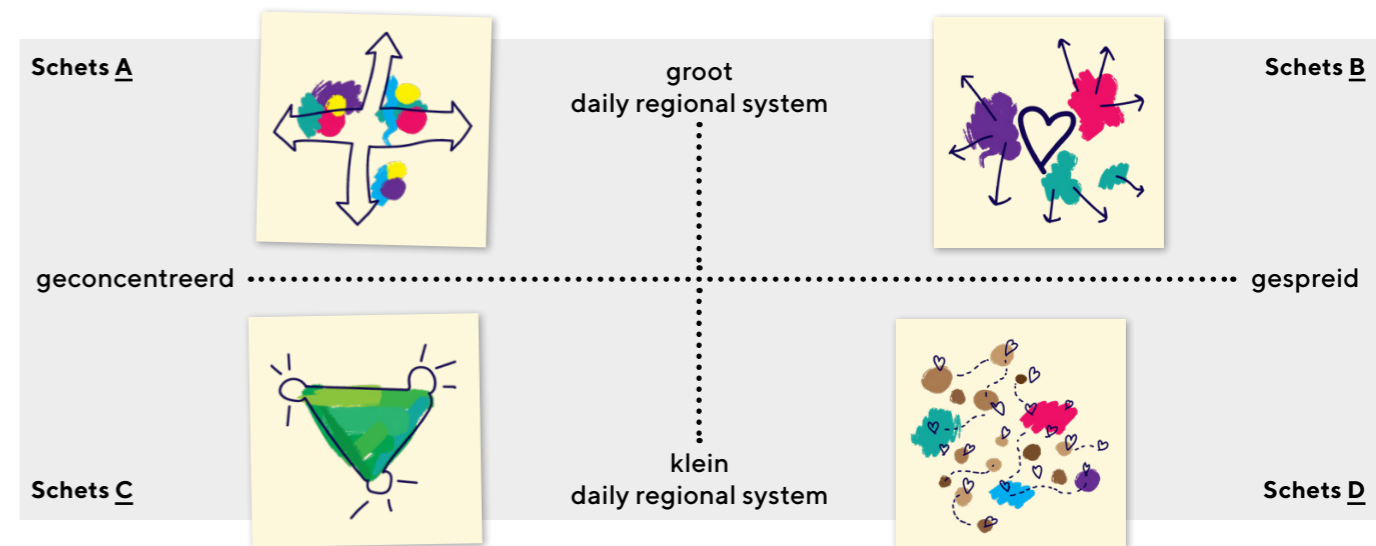 Schets A
groot
daily regional system
Schets B
geconcentreerd
gespreid
Schets C
klein
daily regional system
Schets D